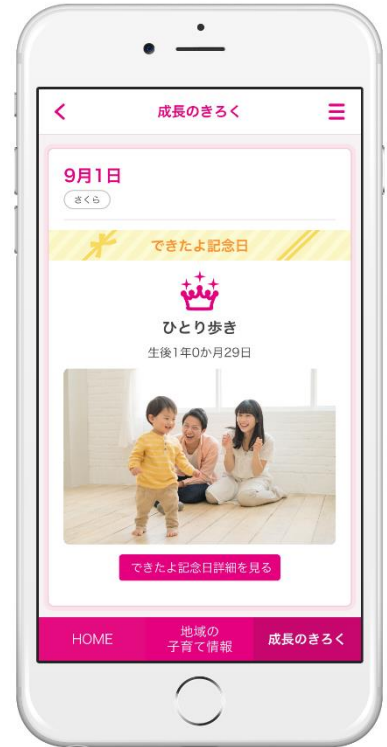 成長のきろく
9月1日
さくら
できたよ記念日
ひとり歩き
生後1年0か月29日
できたよ記念日詳細を見る
HOME
地域の
子育て情報
成長のきろく